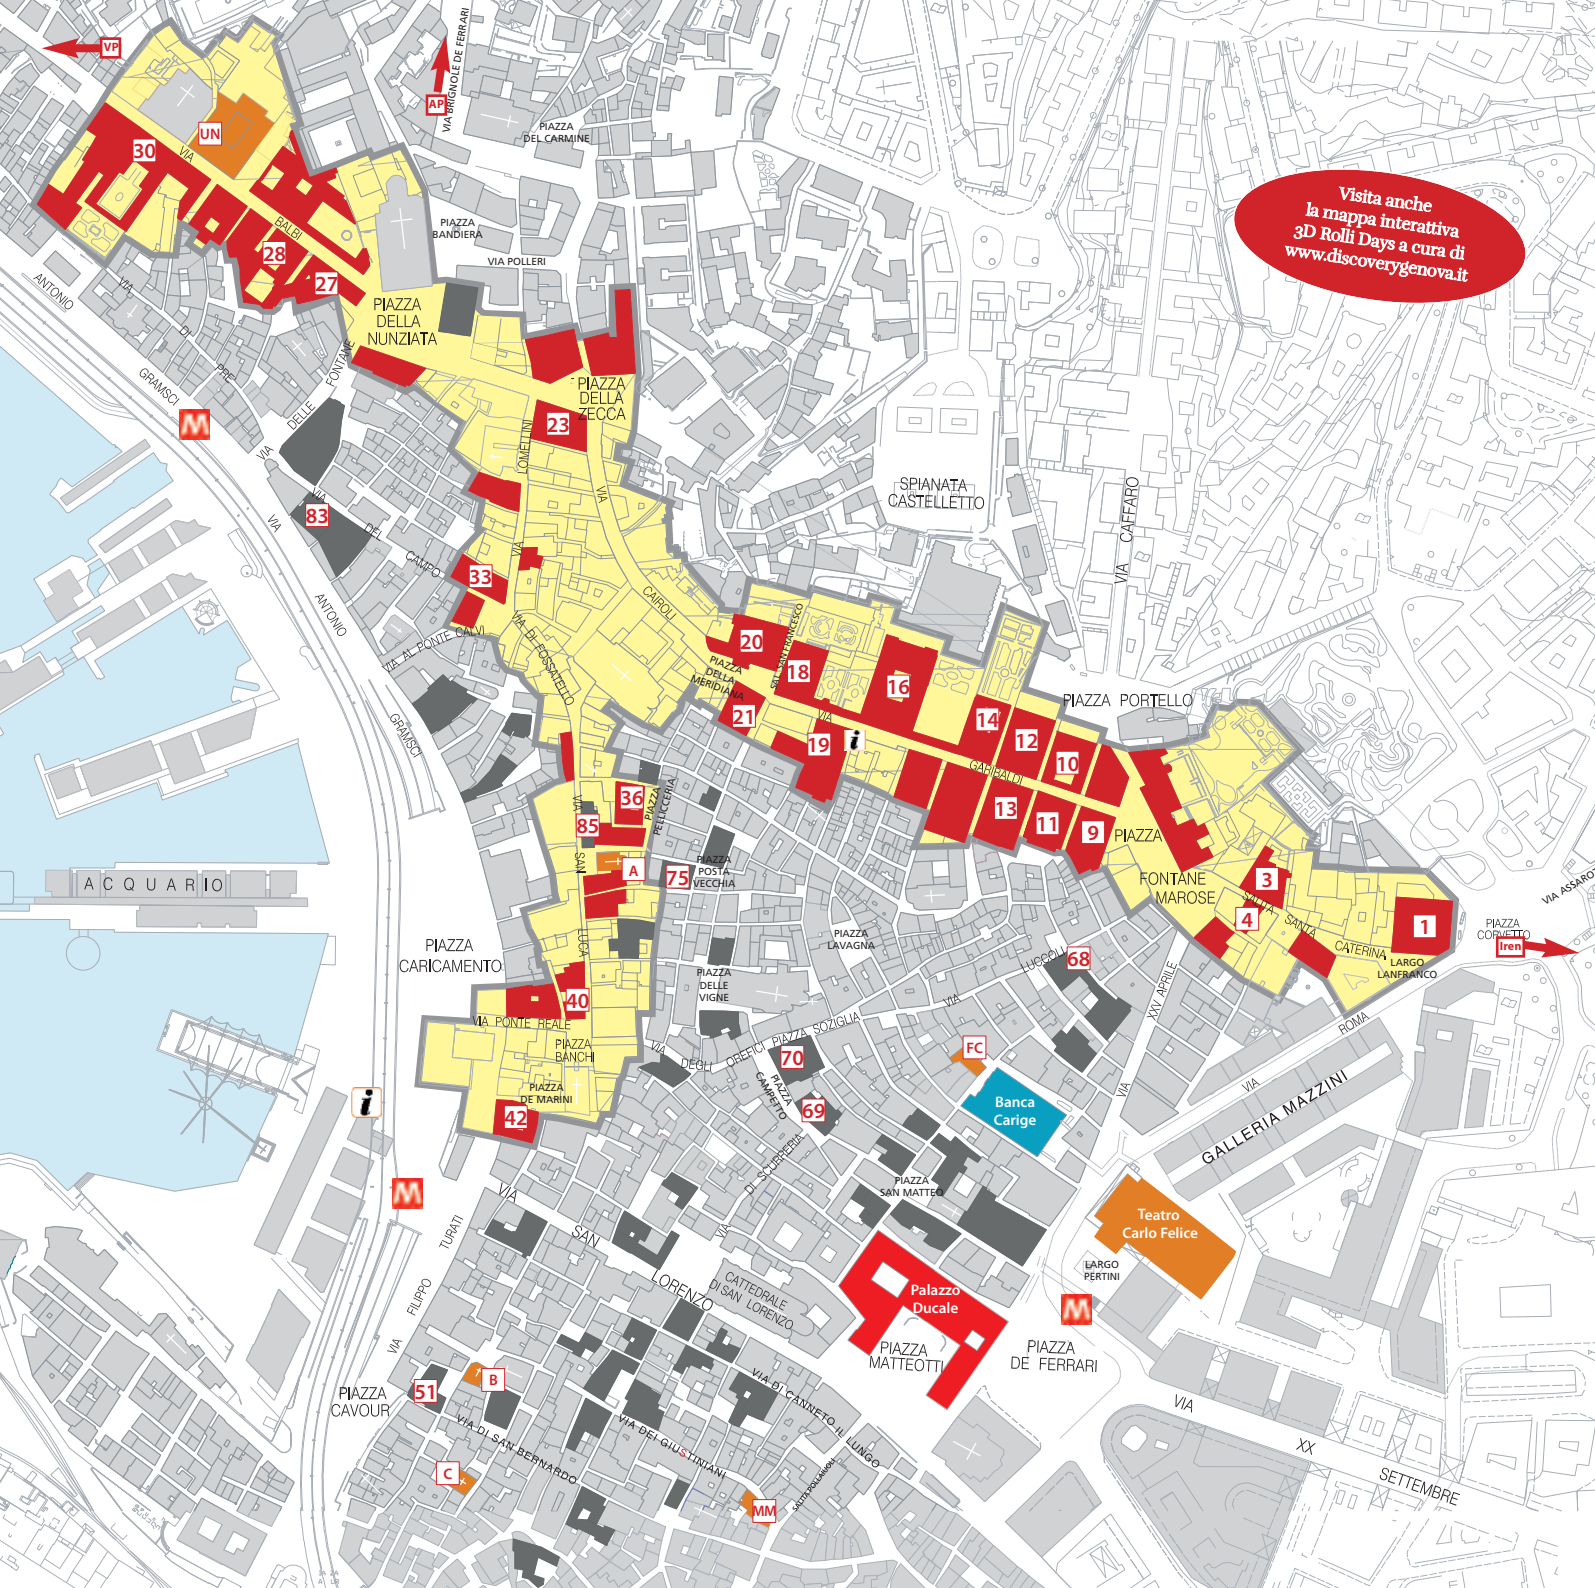 VP
AP
VIA BRIGNOLE DE FERRARI
PIAZZA
DEL CARMINE
UN
30
VIA
BALBI
28
27
PIAZZA
BANDIERA
VIA POLLERI
Visita anche
la mappa interattiva
3D Rolli Days a cura di
www.discoverygenova.it
ANTONIO
GRAMSCI
VIA
DI
PRE
PIAZZA
DELLA
NUNZIATA
VIA
DELLE
FONTANE
M
PIAZZA
DELLA
ZECCA
23
LOMELLINI
VIA
VIA
CAIROLI
SPIANATA
CASTELLETTO
VIA CAFFARO
VIA
83
DEL
CAMPO
VIA
ANTONIO
GRAMSCI
33
VIA AL PONTE CALVI
VIA DI FOSSATELLO
20
SAL. SAN FRANCESCO
18
PIAZZA
DELLA
MERIDIANA
21
16
VIA
19
i
GARIBALDI
14
12
10
PIAZZA PORTELLO
13
11
9
PIAZZA
FONTANE
MAROSE
3
4
SALITA
SANTA
CATERINA
1
LARGO
LANFRANCO
PIAZZA
CORVETTO
Iren
VIA ASSAROTTI
36
VIA
SAN
LUCA
85
PIAZZA
PELLICCERIA
A
75
PIAZZA
POSTA
VECCHIA
ACQUARIO
PIAZZA
CARICAMENTO
PIAZZA
LAVAGNA
PIAZZA
DELLE
VIGNE
LUCCOLI
68
VIA
XXV APRILE
VIA
40
VIA PONTE REALE
PIAZZA
BANCHI
VIA
DEGLI
OREFICI
PIAZZA SOZIGLIA
PIAZZA
DE MARINI
42
i
70
PIAZZA
CAMPETTO
69
FC
Banca
Carige
VIA
ROMA
GALLERIA MAZZINI
M
VIA
DI SCURRERIA
PIAZZA
SAN MATTEO
Teatro
Carlo Felice
LARGO
PERTINI
M
VIA
SAN
LORENZO
CATTEDRALE
DI SAN LORENZO
Palazzo
Ducale
PIAZZA
MATTEOTTI
PIAZZA
DE FERRARI
VIA
FILIPPO
TURATI
PIAZZA
CAVOUR
51
B
VIA DI SAN BERNARDO
VIA DEI GIUSTINIANI
VIA DI CANNETO IL LUNGO
C
MM
SALITA POLLAIUOLI
VIA
XX
SETTEMBRE